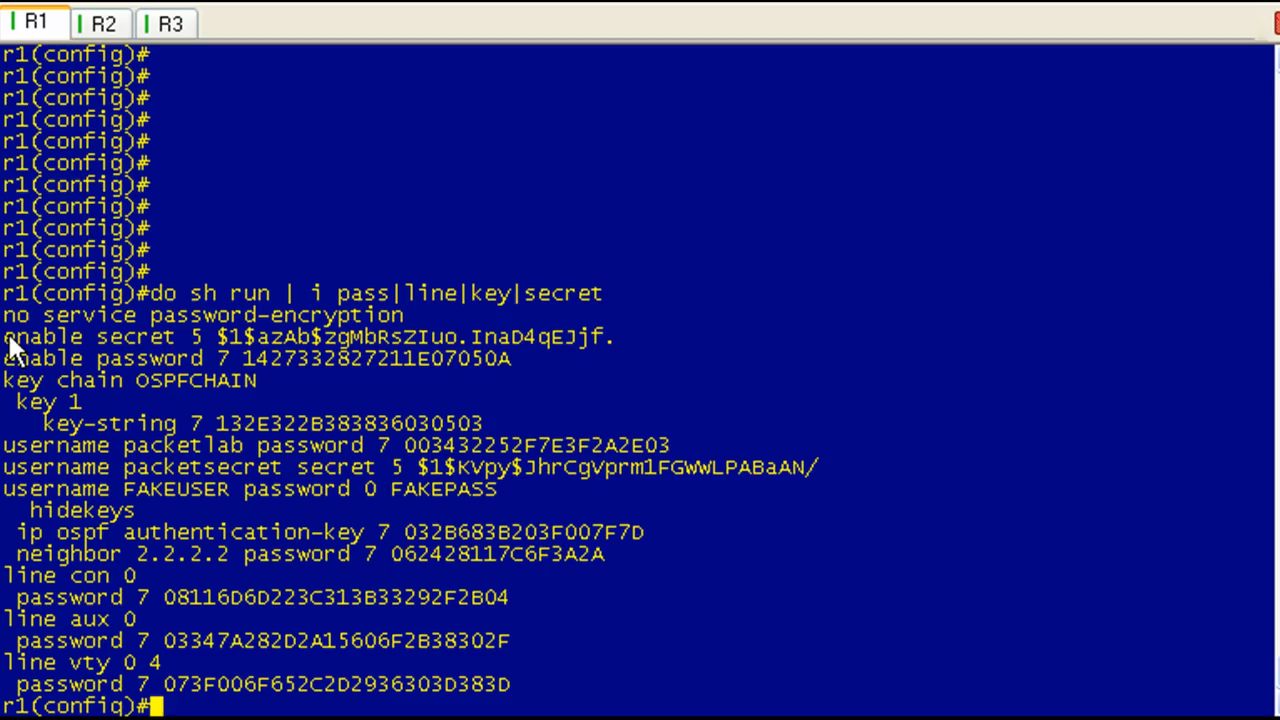 R1 R2 R3
r1(config)#
r1(config)#
r1(config)#
r1(config)#
r1(config)#
r1(config)#
r1(config)#
r1(config)#
r1(config)#
r1(config)#
r1(config)#
r1(config)#do sh run | i pass|line|key|secret
no service password-encryption
enable secret 5 $1$azAb$zgMbRsZIuo.InaD4qEJjf.
enable password 7 1427332827211E07050A
key chain OSPFCHAIN
key 1
key-string 7 132E322B383836030503
username packetlab password 7 003432252F7E3F2A2E03
username packetsecret secret 5 $1$KVpy$JhrCgVprm1FGWWLPABaAN/
username FAKEUSER password 0 FAKEPASS
hidekeys
ip ospf authentication-key 7 032B683B203F007F7D
neighbor 2.2.2.2 password 7 062428117C6F3A2A
line con 0
password 7 08116D6D223C313B33292F2B04
line aux 0
password 7 03347A282D2A15606F2B38302F
line vty 0 4
password 7 073F006F652C2D2936303D383D
r1(config)#